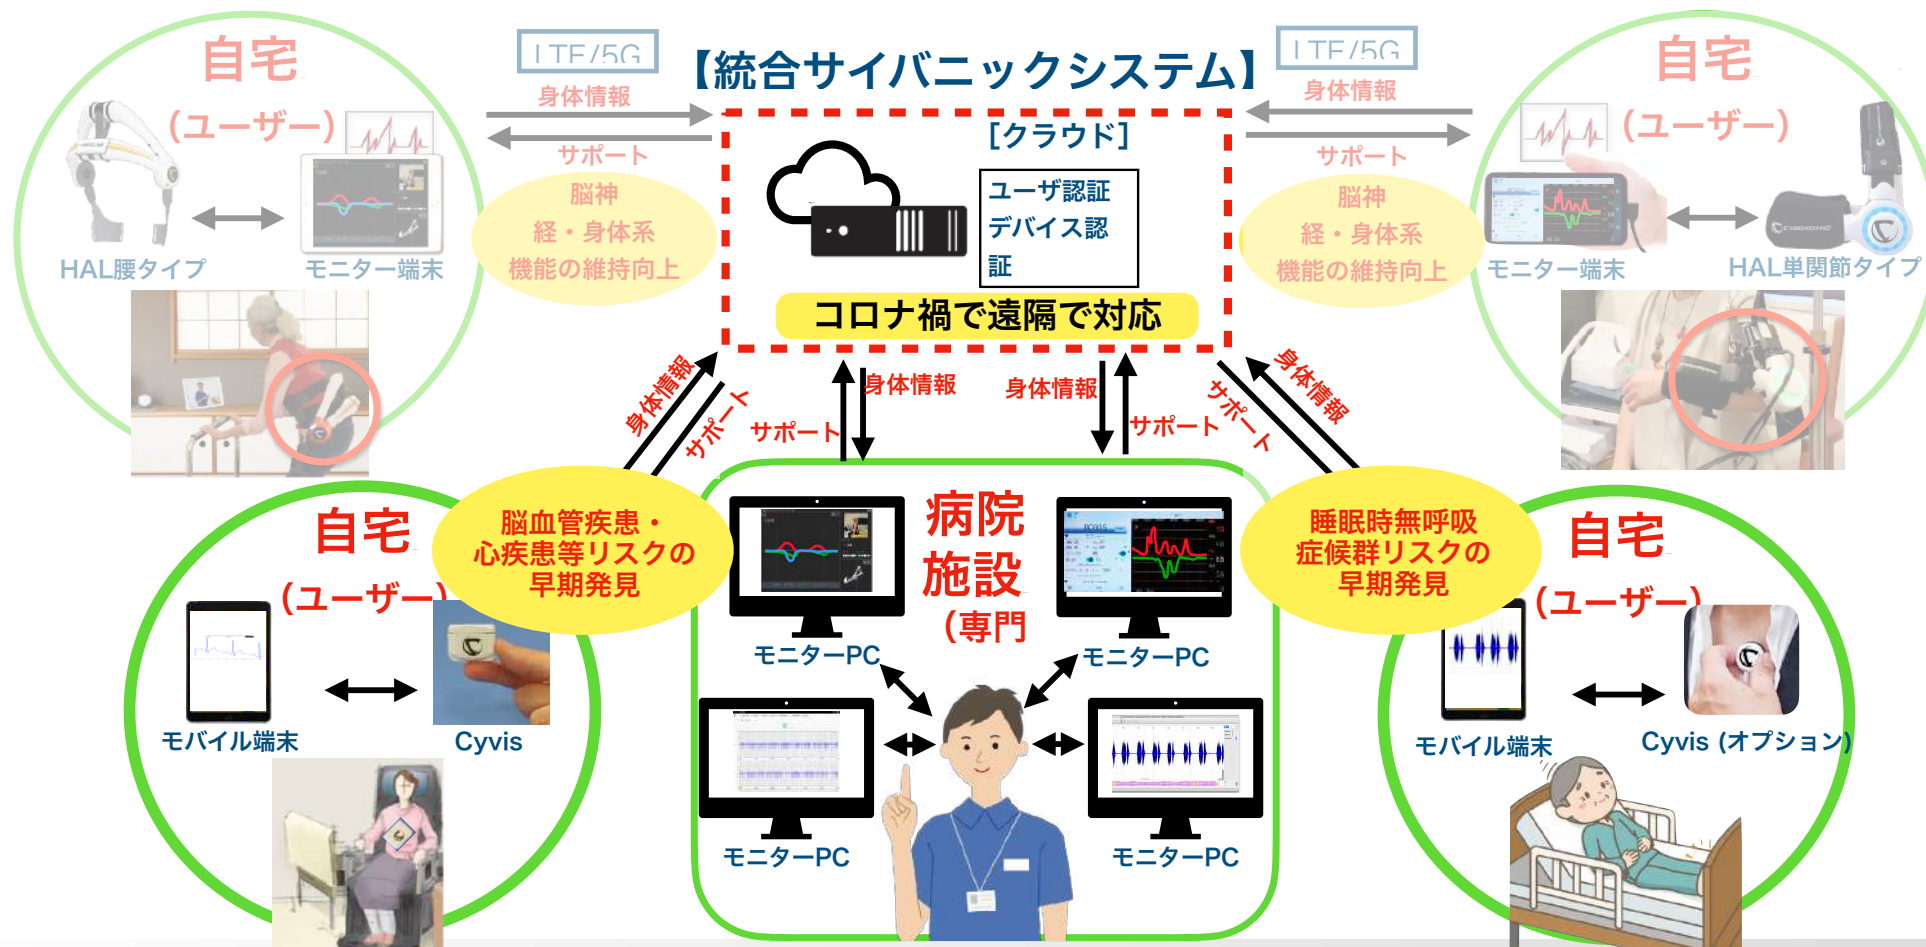 自宅
(ユーザー)
LTE/5G
身体情報
サポート
脳神
経・身体系
機能の維持向上
HAL腰タイプ
モニター端末
【統合サイバニックシステム】
[クラウド]
ユーザ認証
デバイス認
証
コロナ禍で遠隔で対応
LTE/5G
身体情報
サポート
脳神
経・身体系
機能の維持向上
自宅
(ユーザー)
モニター端末
HAL単関節タイプ
CYBERDYNE
身体情報
サポート
サポート
身体情報
身体情報
サポート
サポート
身体情報
自宅
(ユーザー)
脳血管疾患・
心疾患等リスクの
早期発見
モバイル端末
Cyvis
病院
施設
(専門
モニターPC
モニターPC
モニターPC
モニターPC
睡眠時無呼吸
症候群リスクの
早期発見
自宅
(ユーザー)
モバイル端末
Cyvis (オプション)